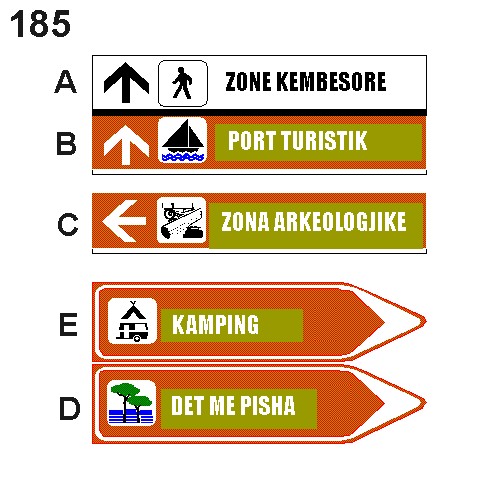 185
A ZONE KEMBESORE
B PORT TURISTIK
C ZONA ARKEOLOGJIKE
E KAMPING
D DET ME PISHA